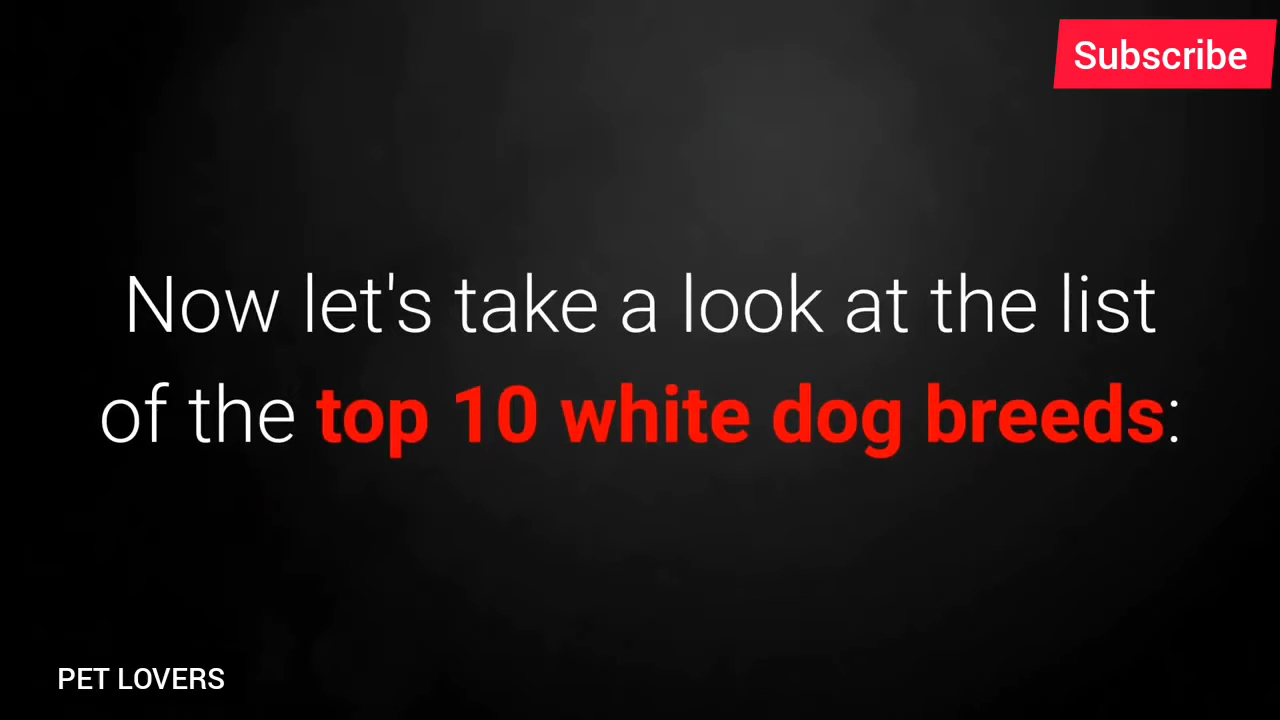 Subscribe
Now let's take a look at the list
of the top 10 white dog breeds:
PET LOVERS